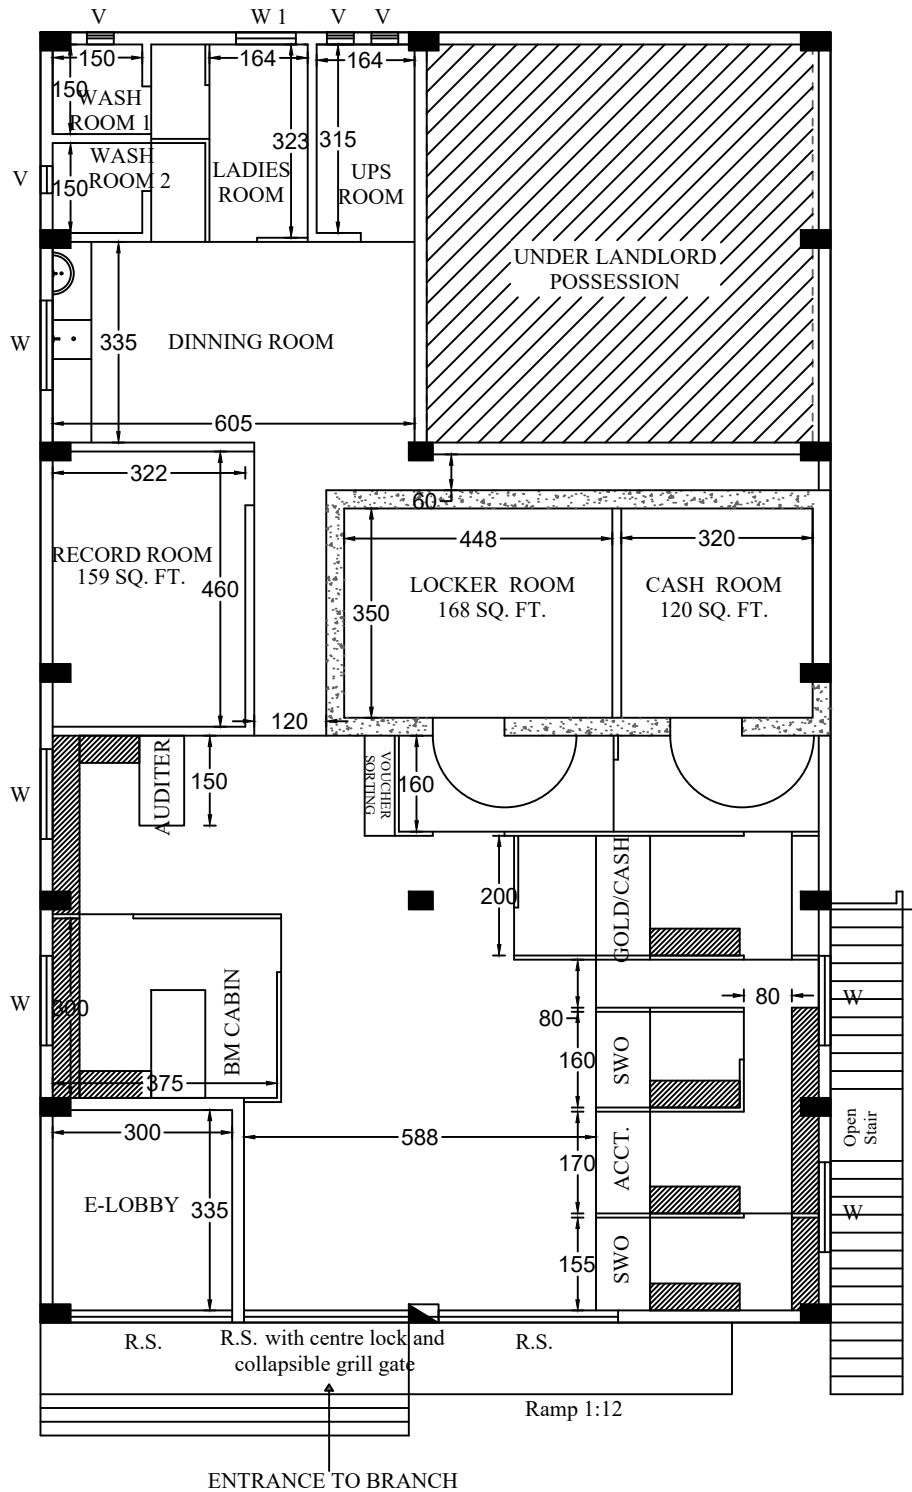 V
W 1
V
V
150
164
164
150
WASH
ROOM 1
323
315
WASH
ROOM 2
LADIES
ROOM
UPS
ROOM
V
150
UNDER LANDLORD
POSSESSION
W
335
DINNING ROOM
605
322
60
RECORD ROOM
159 SQ. FT.
460
448
320
350
LOCKER ROOM
168 SQ. FT.
CASH ROOM
120 SQ. FT.
120
W
AUDITER
150
VOUCHER
SORTING
160
200
GOLD/CASH
W
300
BM CABIN
80
80
W
375
160
SWO
300
588
Open
Stair
170
ACCT.
E-LOBBY
335
W
155
SWO
R.S.
R.S. with centre lock and
collapsible grill gate
R.S.
Ramp 1:12
ENTRANCE TO BRANCH